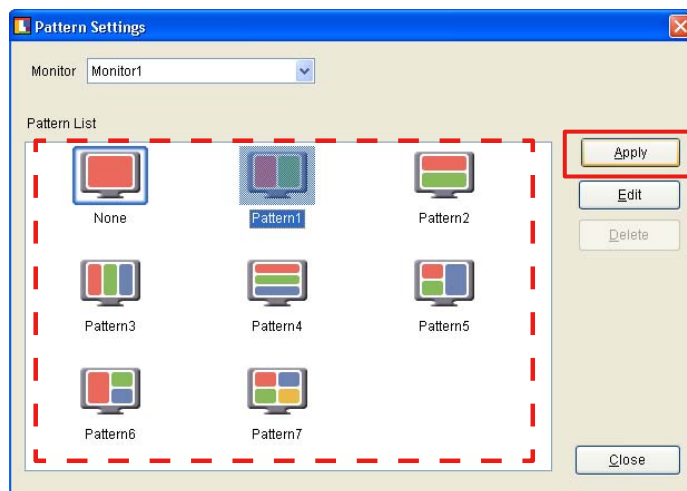 Pattern Settings
Monitor Monitor1
Pattern List
None Pattern1 Pattern2
Pattern3 Pattern4 Pattern5
Pattern6 Pattern7
Apply
Edit
Delete
Close